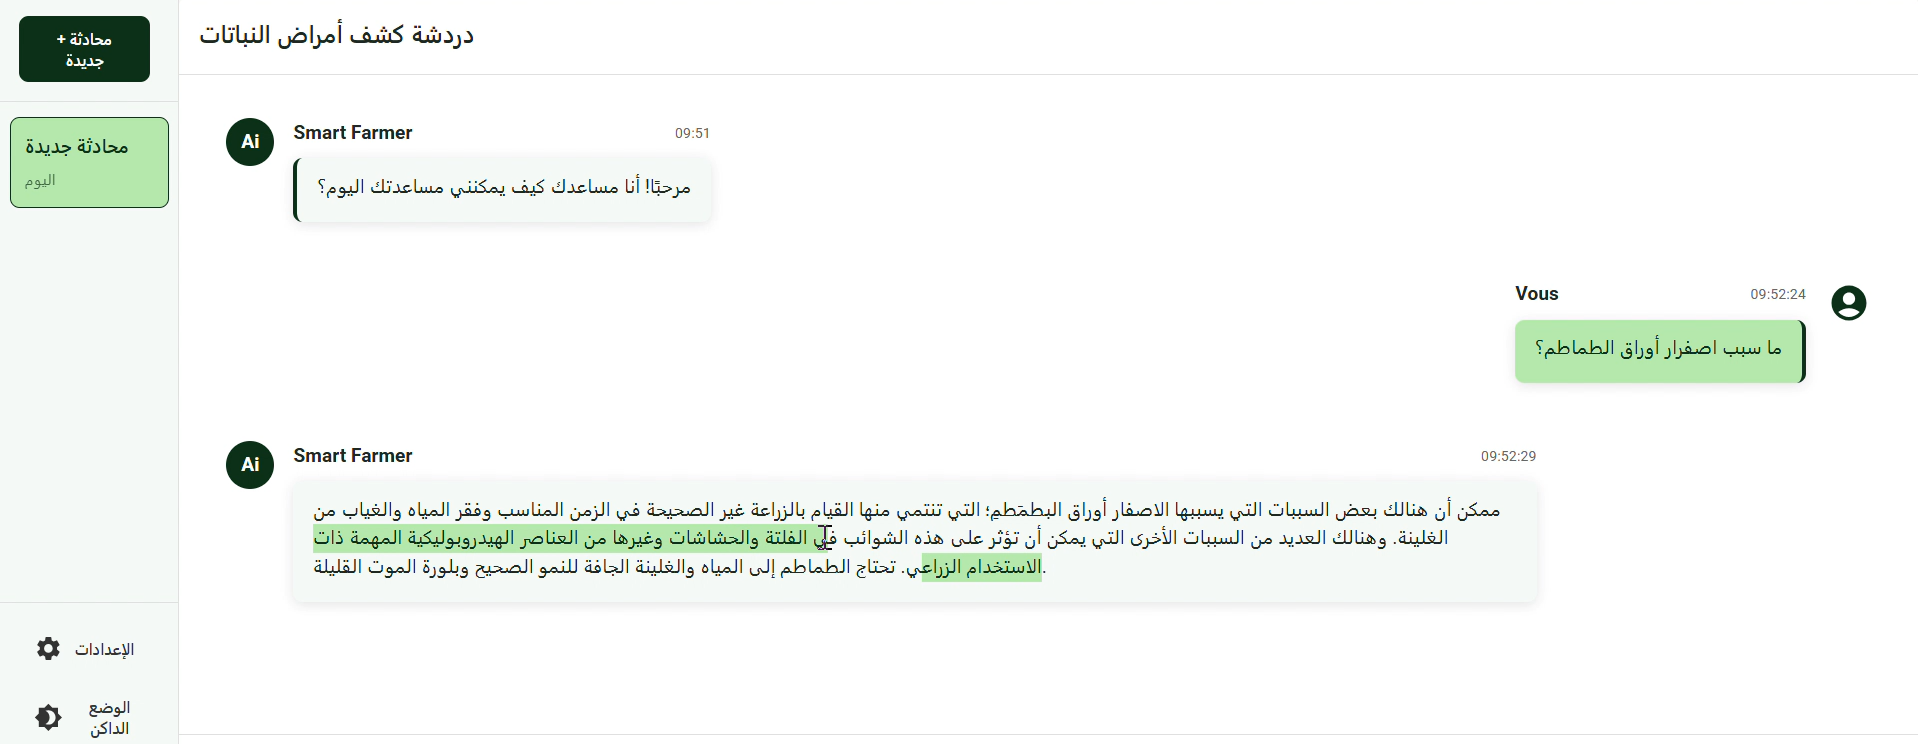 محادثة +
جديدة
محادثة جديدة
اليوم
الإعدادات
الوضع
الداكن
دردشة كشف أمراض النباتات
Ai
Smart Farmer
09:51
مرحبًا! أنا مساعدك كيف يمكنني مساعدتك اليوم؟
Vous
09:52:24
ما سبب اصفرار أوراق الطماطم؟
Ai
Smart Farmer
09:52:29
ممكن أن هنالك بعض السببات التي يسببها الاصفار أوراق البطمَطمِ؛ التي تنتمي منها القيام بالزراعة غير الصحيحة في الزمن المناسب وفقر المياه والغياب من
الغلينة. وهنالك العديد من السببات الأخرى التي يمكن أن تؤثر على هذه الشوائب في الفلتة والحشاشات وغيرها من العناصر الهيدروبوليكية المهمة ذات
الاستخدام الزراعي. تحتاج الطماطم إلى المياه والغلينة الجافة للنمو الصحيح وبلورة الموت القليلة.